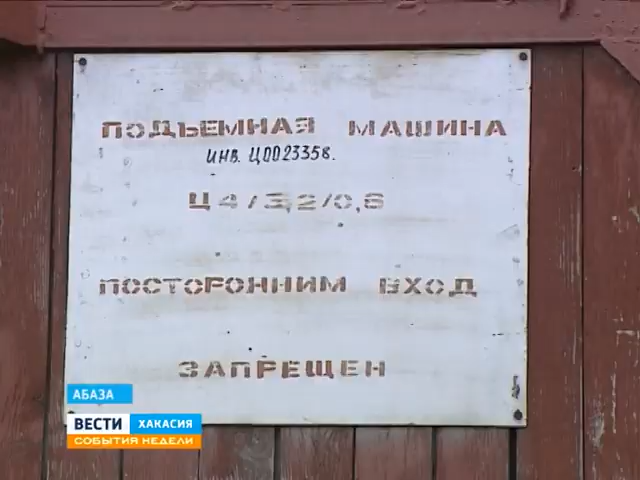 ПОДЪЕМНАЯ МАШИНА
ИНВ. Ц0023358.
Ц 4/3,2/0,6
ПОСТОРОННИМ ВХОД
ЗАПРЕЩЕН
АБАЗА
ВЕСТИ ХАКАСИЯ
СОБЫТИЯ НЕДЕЛИ